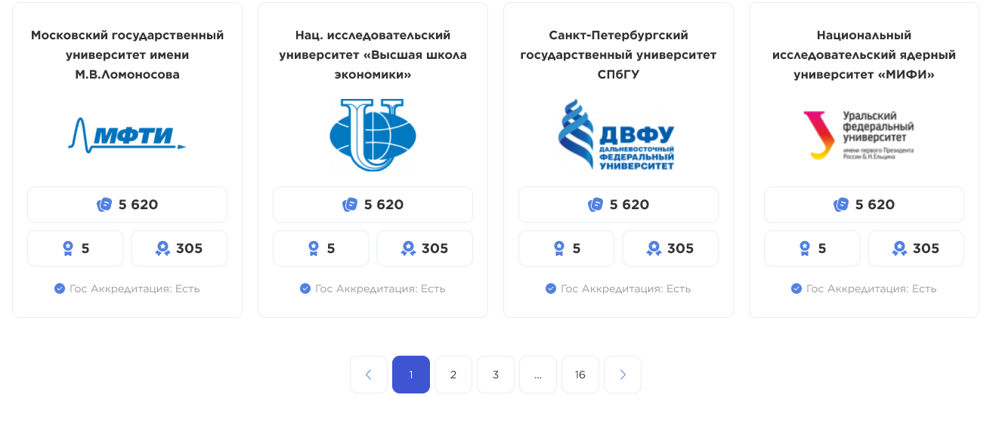 Московский государственный
университет имени
М.В.Ломоносова
МФТИ
5 620
5
305
Гос Аккредитация: Есть
Нац. исследовательский
университет «Высшая школа
экономики»
5 620
5
305
Гос Аккредитация: Есть
Санкт-Петербургский
государственный университет
СПбГУ
ДВФУ
ДАЛЬНЕВОСТОЧНЫЙ
ФЕДЕРАЛЬНЫЙ
УНИВЕРСИТЕТ
5 620
5
305
Гос Аккредитация: Есть
Национальный
исследовательский ядерный
университет «МИФИ»
Уральский
федеральный
университет
имени первого Президента
России Б.Н.Ельцина
5 620
5
305
Гос Аккредитация: Есть
1 2 3 ... 16